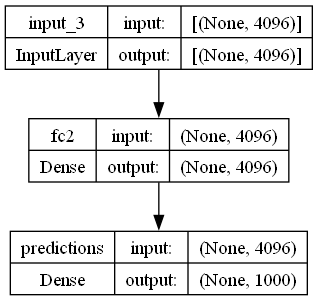 input_3 input: [(None, 4096)]
InputLayer output: [(None, 4096)]
fc2 input: (None, 4096)
Dense output: (None, 4096)
predictions input: (None, 4096)
Dense output: (None, 1000)